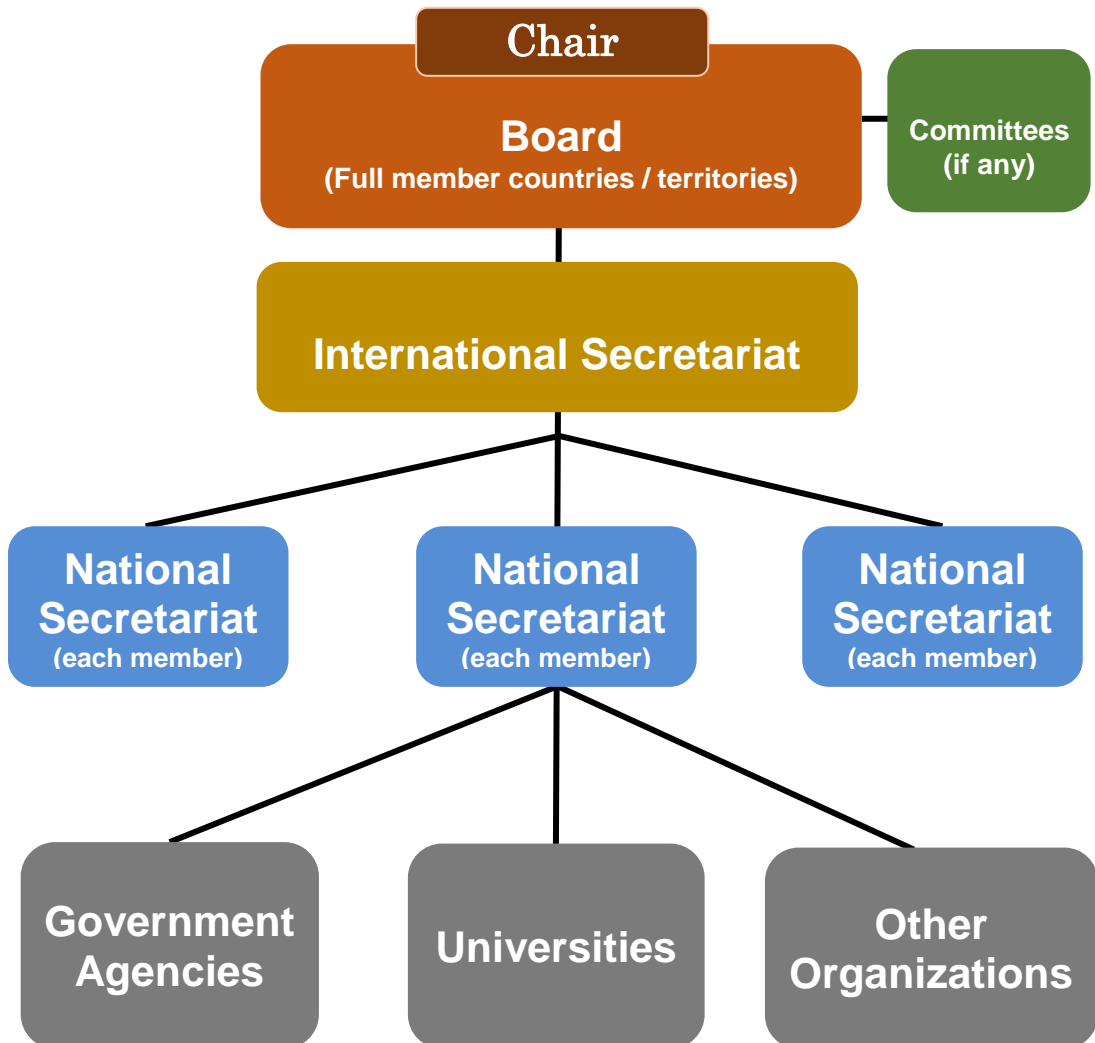 Chair
Board
(Full member countries / territories)
Committees
(if any)
International Secretariat
National
Secretariat
(each member)
National
Secretariat
(each member)
National
Secretariat
(each member)
Government
Agencies
Universities
Other
Organizations